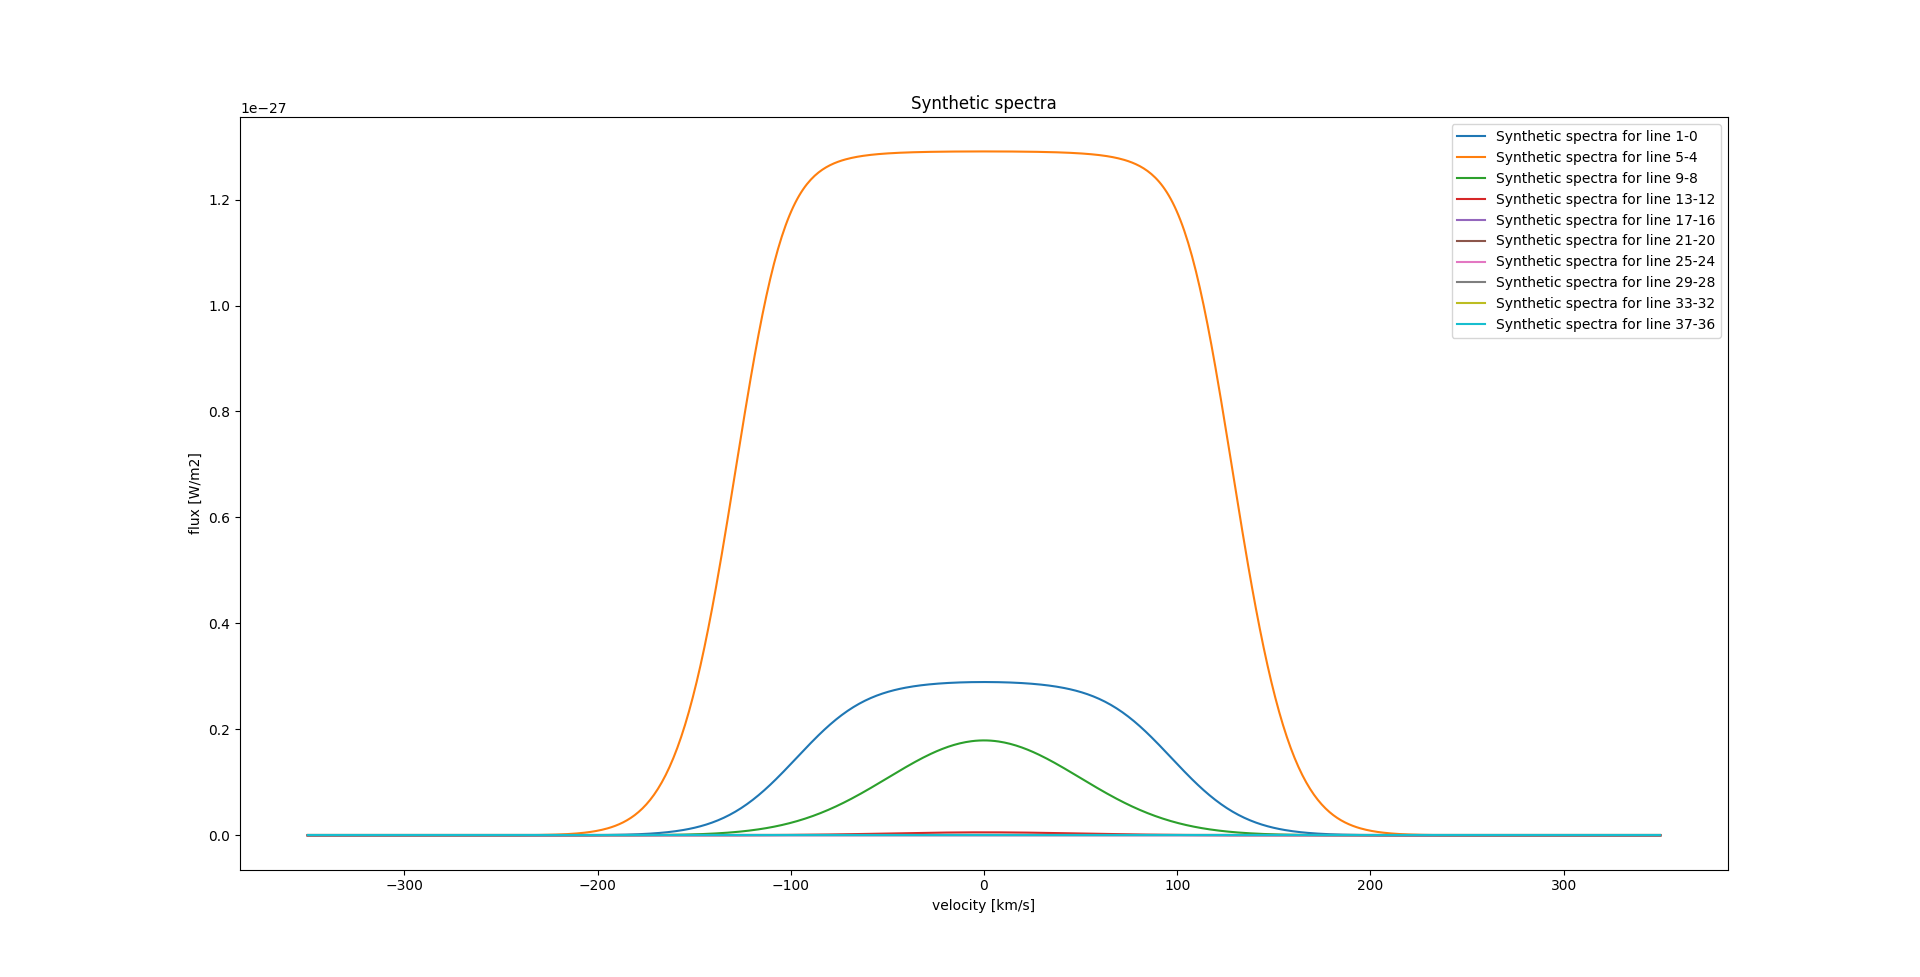 Synthetic spectra
1e−27
Synthetic spectra for line 1-0
Synthetic spectra for line 5-4
Synthetic spectra for line 9-8
Synthetic spectra for line 13-12
Synthetic spectra for line 17-16
Synthetic spectra for line 21-20
Synthetic spectra for line 25-24
Synthetic spectra for line 29-28
Synthetic spectra for line 33-32
Synthetic spectra for line 37-36
flux [W/m2]
1.2
1.0
0.8
0.6
0.4
0.2
0.0
−300 −200 −100 0 100 200 300
velocity [km/s]